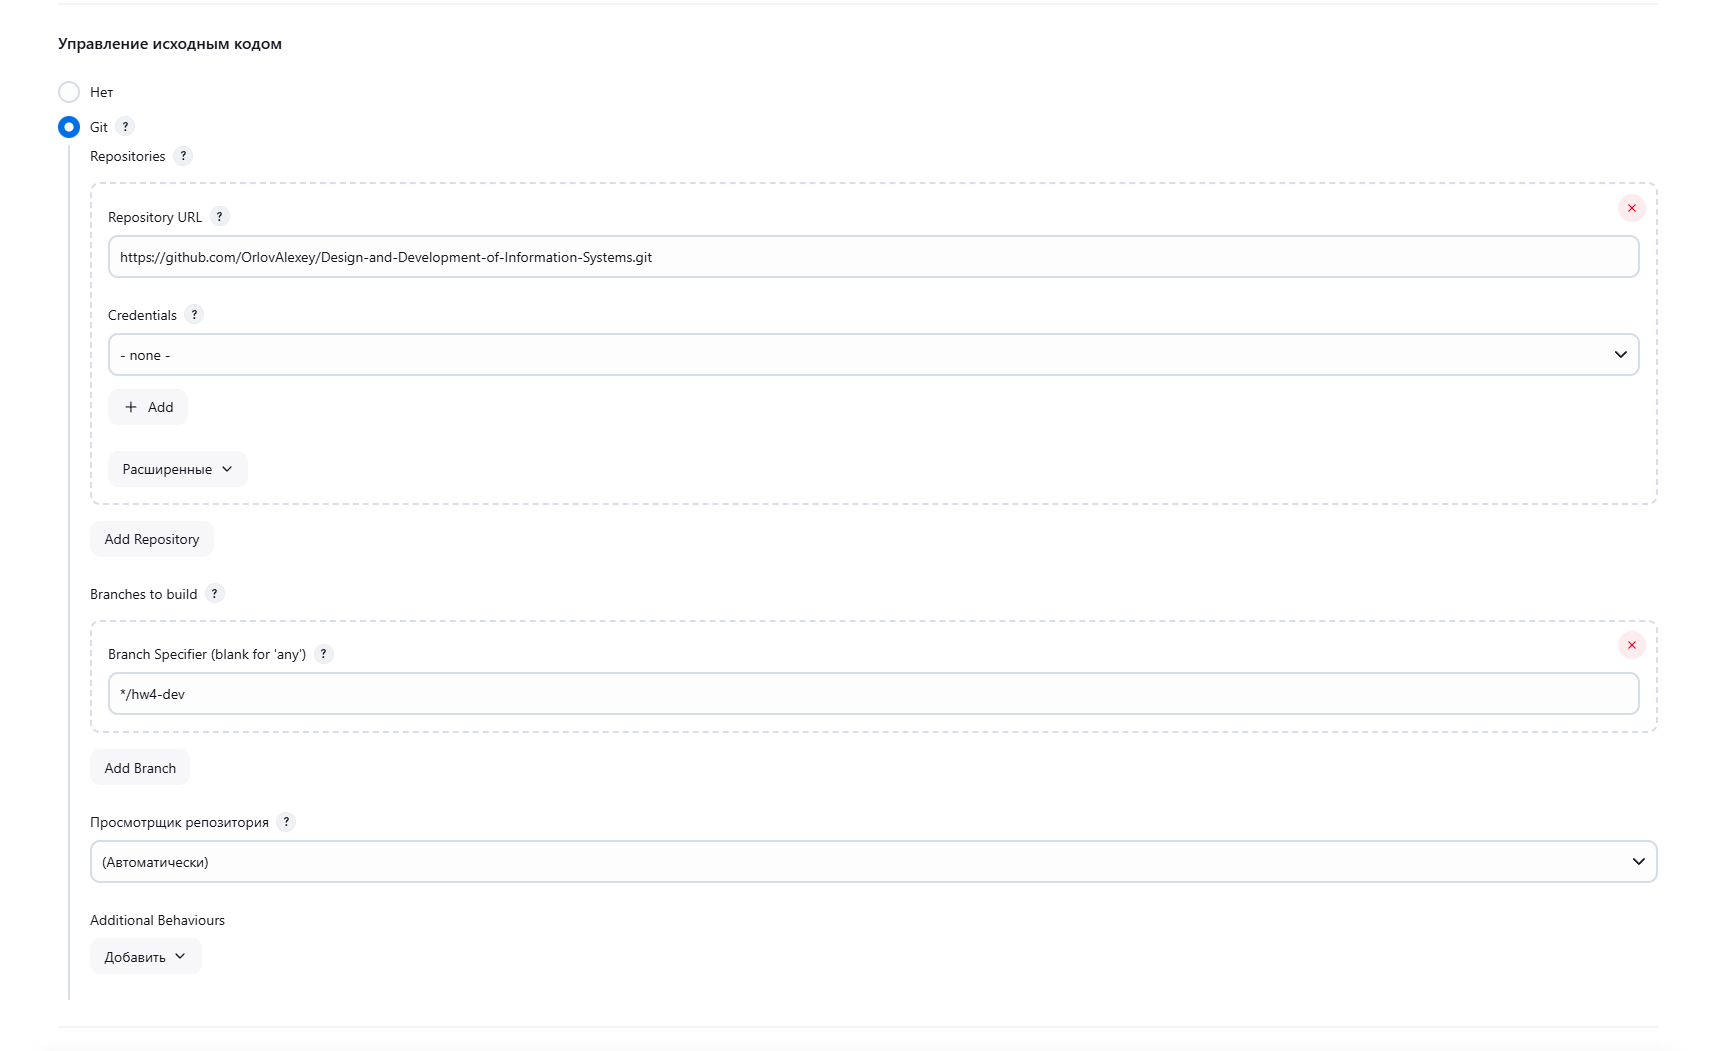 Управление исходным кодом
Нет
Git ?
Repositories ?
Repository URL ?
https://github.com/OrlovAlexey/Design-and-Development-of-Information-Systems.git
Credentials ?
- none -
Add
Расширенные
Add Repository
Branches to build ?
Branch Specifier (blank for 'any') ?
*/hw4-dev
Add Branch
Просмотрщик репозитория ?
(Автоматически)
Additional Behaviours
Добавить